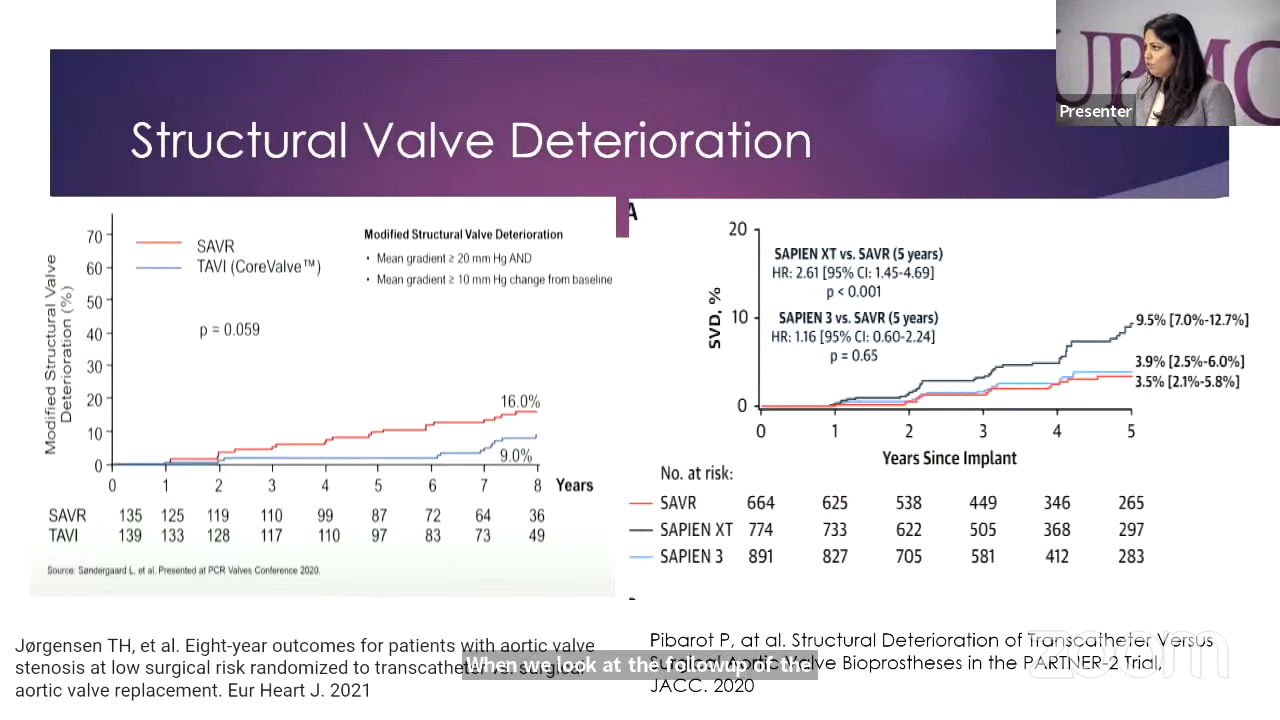 UPMC
Presenter
Structural Valve Deterioration
Modified Structural Valve
Deterioration (%)
70
60
50
40
30
20
10
0
SAVR
TAVI (CoreValve™)
p = 0.059
Modified Structural Valve Deterioration
• Mean gradient ≥ 20 mm Hg AND
• Mean gradient ≥ 10 mm Hg change from baseline
16.0%
9.0%
0 1 2 3 4 5 6 7 8 Years
SAVR 135 125 119 110 99 87 72 64 36
TAVI 139 133 128 117 110 97 83 73 49
Source: Søndergaard L, et al. Presented at PCR Valves Conference 2020.
A
SVD, %
20
10
0
SAPIEN XT vs. SAVR (5 years)
HR: 2.61 [95% CI: 1.45-4.69]
p < 0.001
SAPIEN 3 vs. SAVR (5 years)
HR: 1.16 [95% CI: 0.60-2.24]
p = 0.65
9.5% [7.0%-12.7%]
3.9% [2.5%-6.0%]
3.5% [2.1%-5.8%]
0 1 2 3 4 5
Years Since Implant
No. at risk:
SAVR 664 625 538 449 346 265
SAPIEN XT 774 733 622 505 368 297
SAPIEN 3 891 827 705 581 412 283
Jørgensen TH, et al. Eight-year outcomes for patients with aortic valve
stenosis at low surgical risk randomized to transcatheter vs. surgical
aortic valve replacement. Eur Heart J. 2021
Pibarot P, at al. Structural Deterioration of Transcatheter Versus
Surgical Aortic Valve Bioprostheses in the PARTNER-2 Trial,
JACC. 2020
When we look at the followup of the
zoom